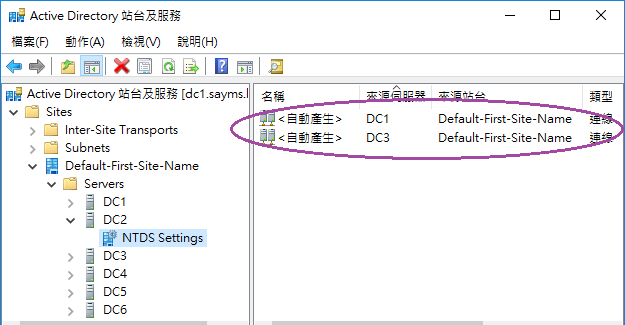 Active Directory 站台及服務
檔案(F) 動作(A) 檢視(V) 說明(H)
Active Directory 站台及服務 [dc1.sayms.l
Sites
Inter-Site Transports
Subnets
Default-First-Site-Name
Servers
DC1
DC2
NTDS Settings
DC3
DC4
DC5
DC6
名稱 來源伺服器 來源站台 類型
<自動產生> DC1 Default-First-Site-Name 連線
<自動產生> DC3 Default-First-Site-Name 連線